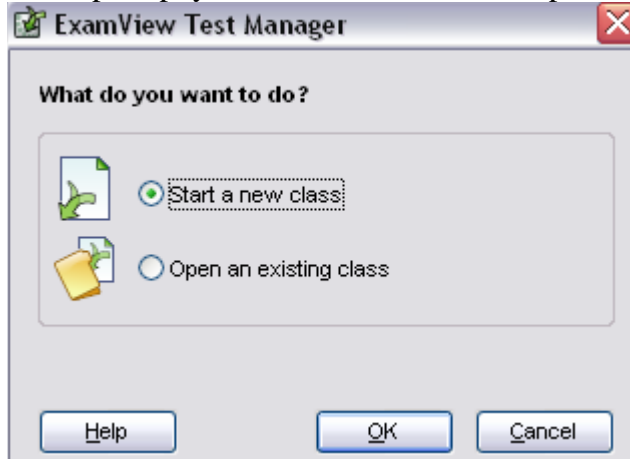 ExamView Test Manager
What do you want to do?
Start a new class
Open an existing class
Help OK Cancel